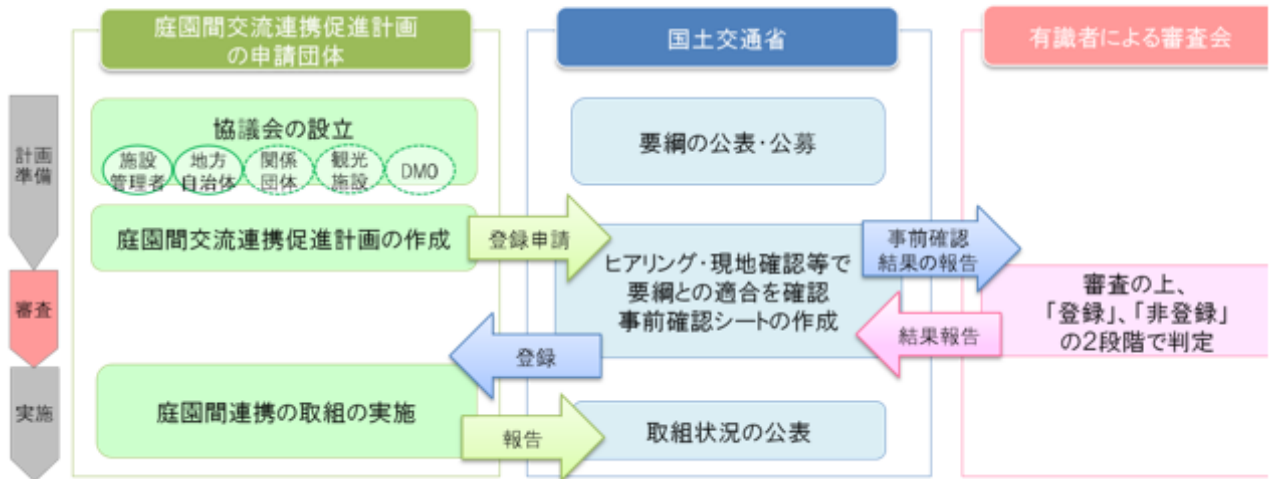 庭園間交流連携促進計画
の申請団体
国土交通省
有識者による審査会
計画
準備
審査
実施
協議会の設立
施設
管理者
地方
自治体
関係
団体
観光
施設
DMO
庭園間交流連携促進計画の作成
登録申請
要綱の公表・公募
ヒアリング・現地確認等で
要綱との適合を確認
事前確認シートの作成
事前確認
結果の報告
審査の上、
「登録」、「非登録」
の2段階で判定
結果報告
登録
庭園間連携の取組の実施
報告
取組状況の公表